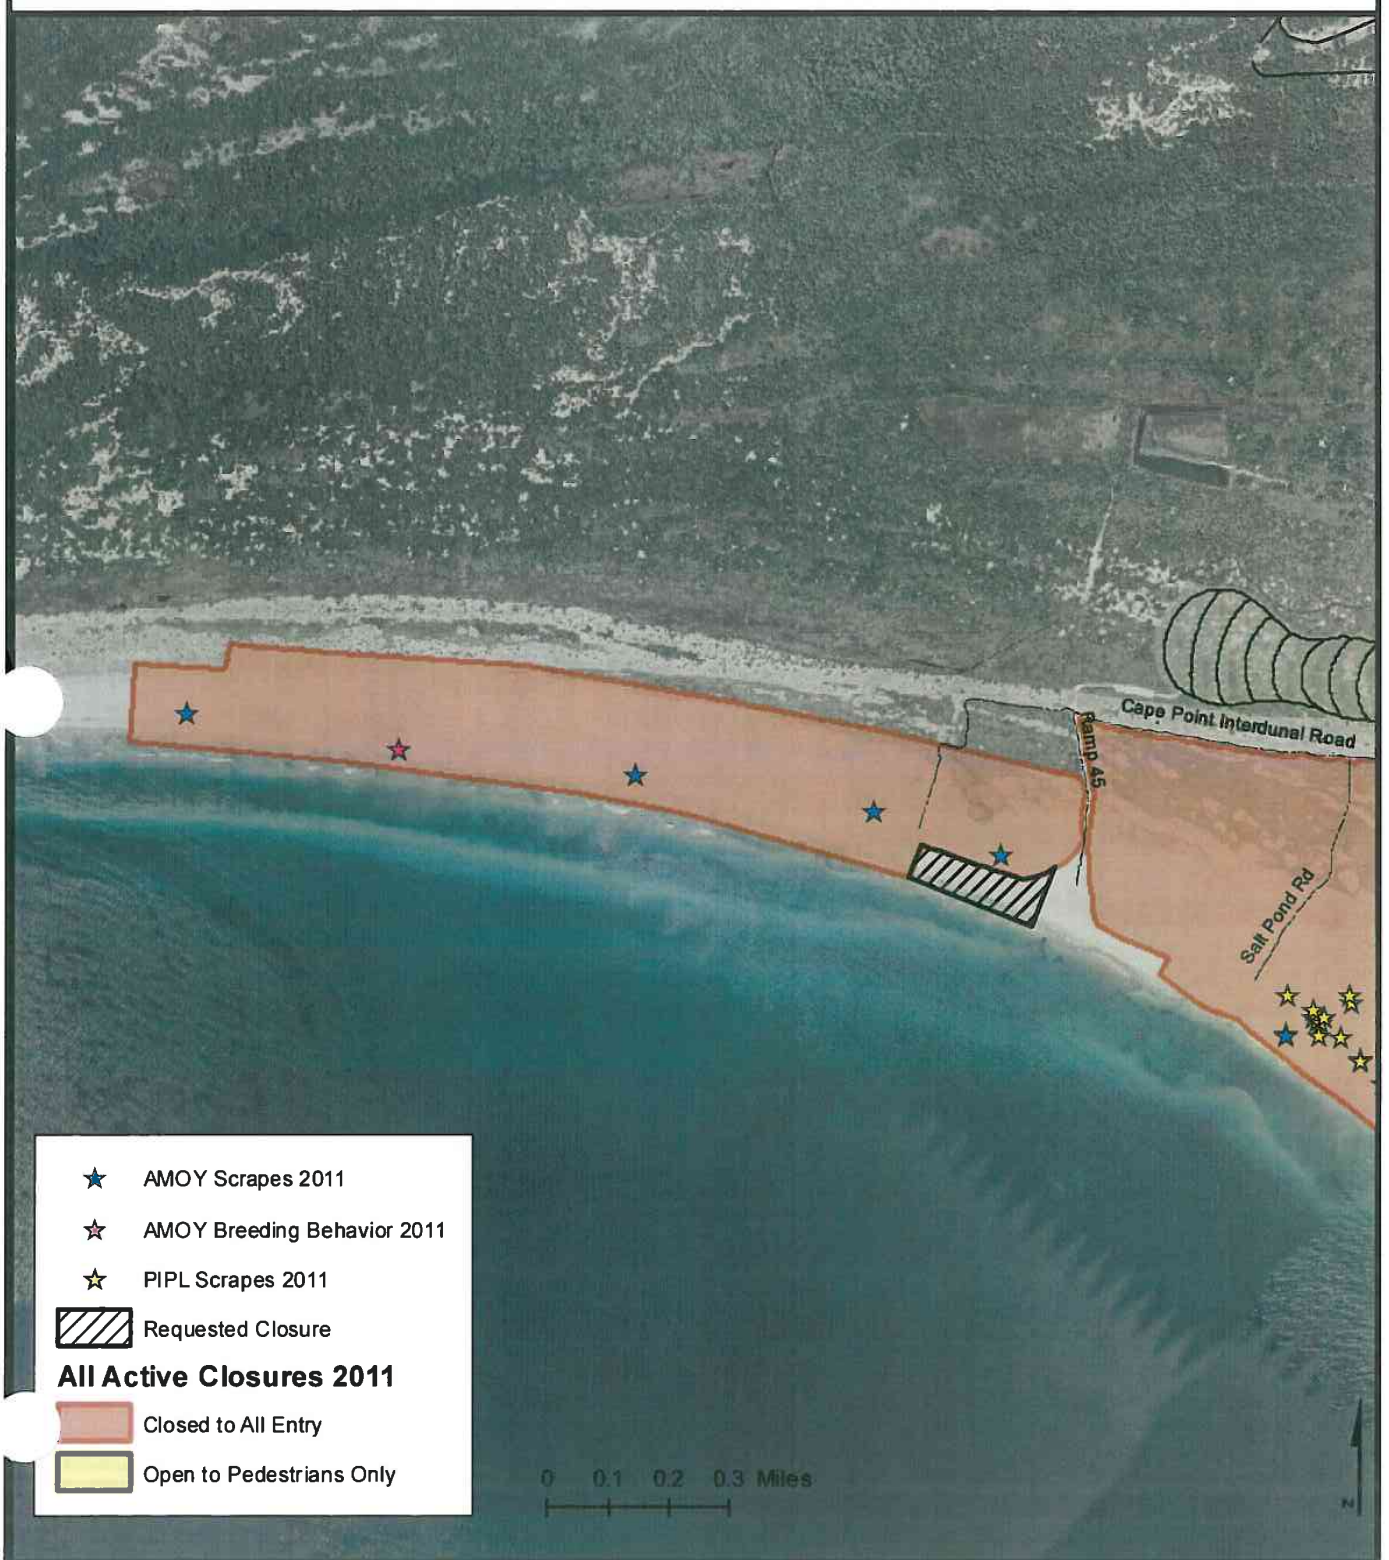 Cape Point Interdunal Road
Ramp 45
Salt Pond Rd
AMOY Scrapes 2011
AMOY Breeding Behavior 2011
PIPL Scrapes 2011
Requested Closure
All Active Closures 2011
Closed to All Entry
Open to Pedestrians Only
0 0.1 0.2 0.3 Miles
N